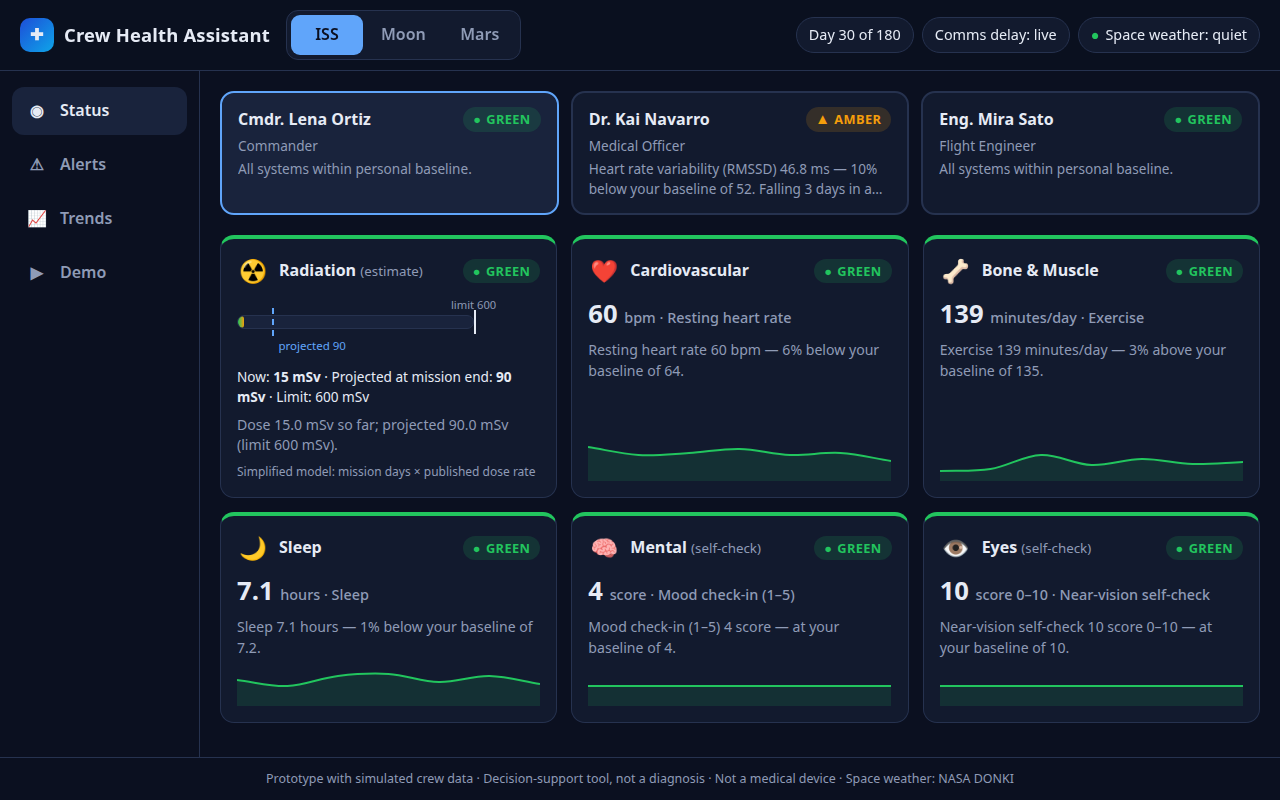 Crew Health Assistant
ISS
Moon
Mars
Day 30 of 180
Comms delay: live
● Space weather: quiet
Status
Alerts
Trends
Demo
Cmdr. Lena Ortiz
● GREEN
Commander
All systems within personal baseline.
Dr. Kai Navarro
▲ AMBER
Medical Officer
Heart rate variability (RMSSD) 46.8 ms — 10%
below your baseline of 52. Falling 3 days in a…
Eng. Mira Sato
● GREEN
Flight Engineer
All systems within personal baseline.
Radiation (estimate)
● GREEN
limit 600
projected 90
Now: 15 mSv · Projected at mission end: 90
mSv · Limit: 600 mSv
Dose 15.0 mSv so far; projected 90.0 mSv
(limit 600 mSv).
Simplified model: mission days × published dose rate
Cardiovascular
● GREEN
60 bpm · Resting heart rate
Resting heart rate 60 bpm — 6% below your
baseline of 64.
Bone & Muscle
● GREEN
139 minutes/day · Exercise
Exercise 139 minutes/day — 3% above your
baseline of 135.
Sleep
● GREEN
7.1 hours · Sleep
Sleep 7.1 hours — 1% below your baseline of
7.2.
Mental (self-check)
● GREEN
4 score · Mood check-in (1–5)
Mood check-in (1–5) 4 score — at your
baseline of 4.
Eyes (self-check)
● GREEN
10 score 0–10 · Near-vision self-check
Near-vision self-check 10 score 0–10 — at
your baseline of 10.
Prototype with simulated crew data · Decision-support tool, not a diagnosis · Not a medical device · Space weather: NASA DONKI